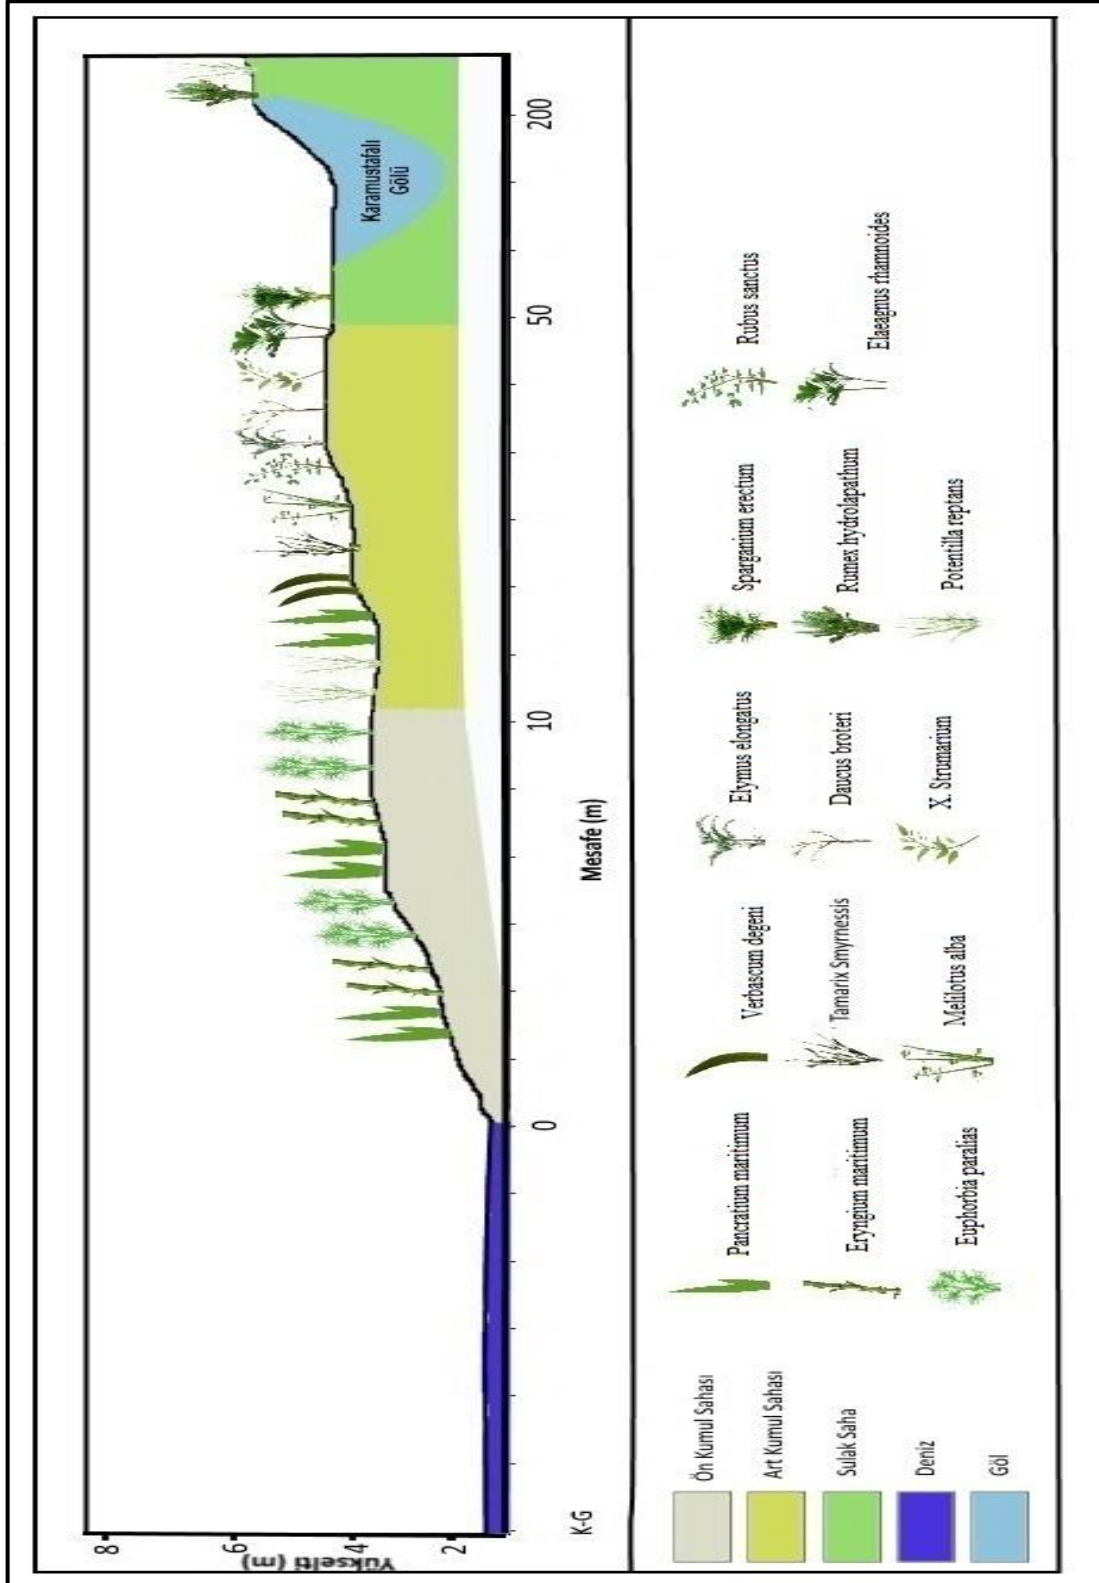 Yükselti (m)
8
6
4
2
Karamustafalı
Gölü
0
10
50
200
Mesafe (m)
K-G
Ön Kumul Sahası
Art Kumul Sahası
Sulak Saha
Deniz
Göl
Pancratium maritimum
Eryngium maritimum
Euphorbia paralias
Verbascum degeni
Tamarix Smyrnessis
Melilotus alba
Elymus elongatus
Daucus broteri
X. Strumarium
Sparganium erectum
Rumex hydrolapathum
Potentilla reptans
Rubus sanctus
Elaeagnus rhamnoides